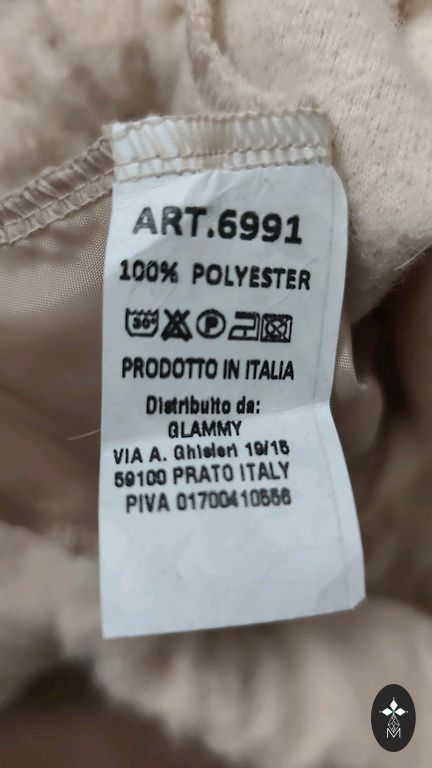 ART.6991
100% POLYESTER
30°
P
PRODOTTO IN ITALIA
Distribuito da:
GLAMMY
VIA A. Ghisleri 19/15
59100 PRATO ITALY
PIVA 01700410556
M